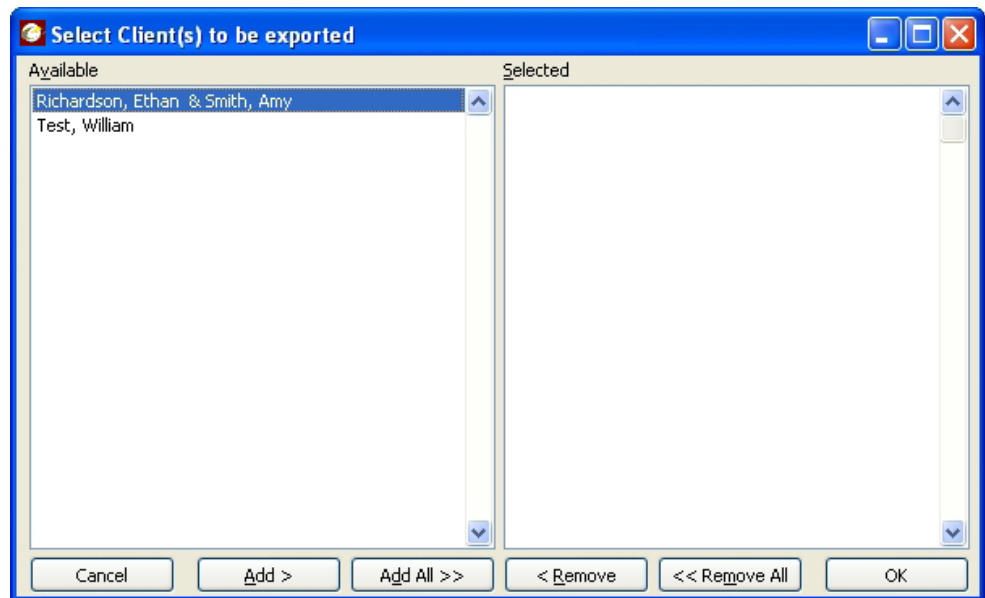 Select Client(s) to be exported
Available
Selected
Richardson, Ethan  & Smith, Amy
Test, William
Cancel
Add >
Add All >>
< Remove
<< Remove All
OK